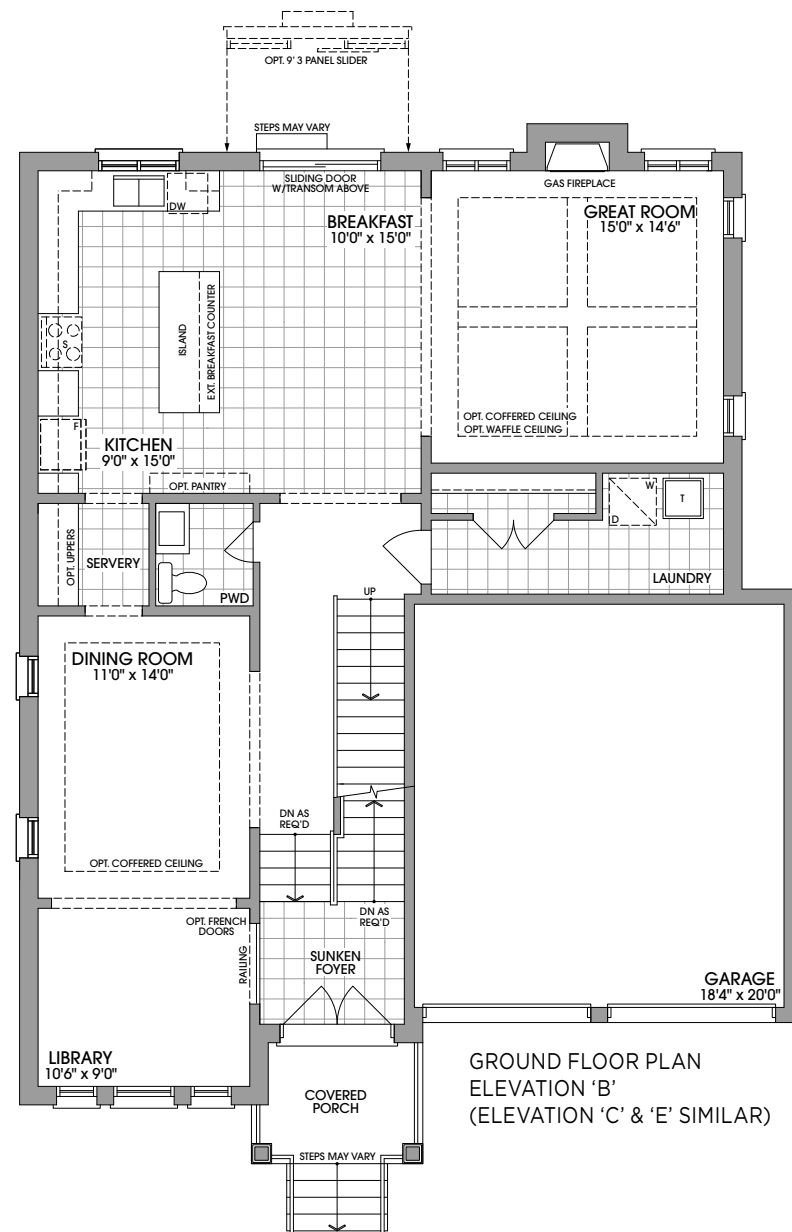 OPT. 9' 3 PANEL SLIDER
STEPS MAY VARY
SLIDING DOOR
W/TRANSOM ABOVE
DW
BREAKFAST
10'0" x 15'0"
GAS FIREPLACE
GREAT ROOM
15'0" x 14'6"
S
ISLAND
EXT. BREAKFAST COUNTER
F
KITCHEN
9'0" x 15'0"
OPT. COFFERED CEILING
OPT. WAFFLE CEILING
OPT. PANTRY
W
D
T
LAUNDRY
OPT. UPPERS
SERVERY
PWD
UP
DINING ROOM
11'0" x 14'0"
OPT. COFFERED CEILING
DN AS
REQ'D
DN AS
REQ'D
OPT. FRENCH
DOORS
RAILING
SUNKEN
FOYER
GARAGE
18'4" x 20'0"
LIBRARY
10'6" x 9'0"
COVERED
PORCH
STEPS MAY VARY
GROUND FLOOR PLAN
ELEVATION ‘B’
(ELEVATION ‘C’ & ‘E’ SIMILAR)